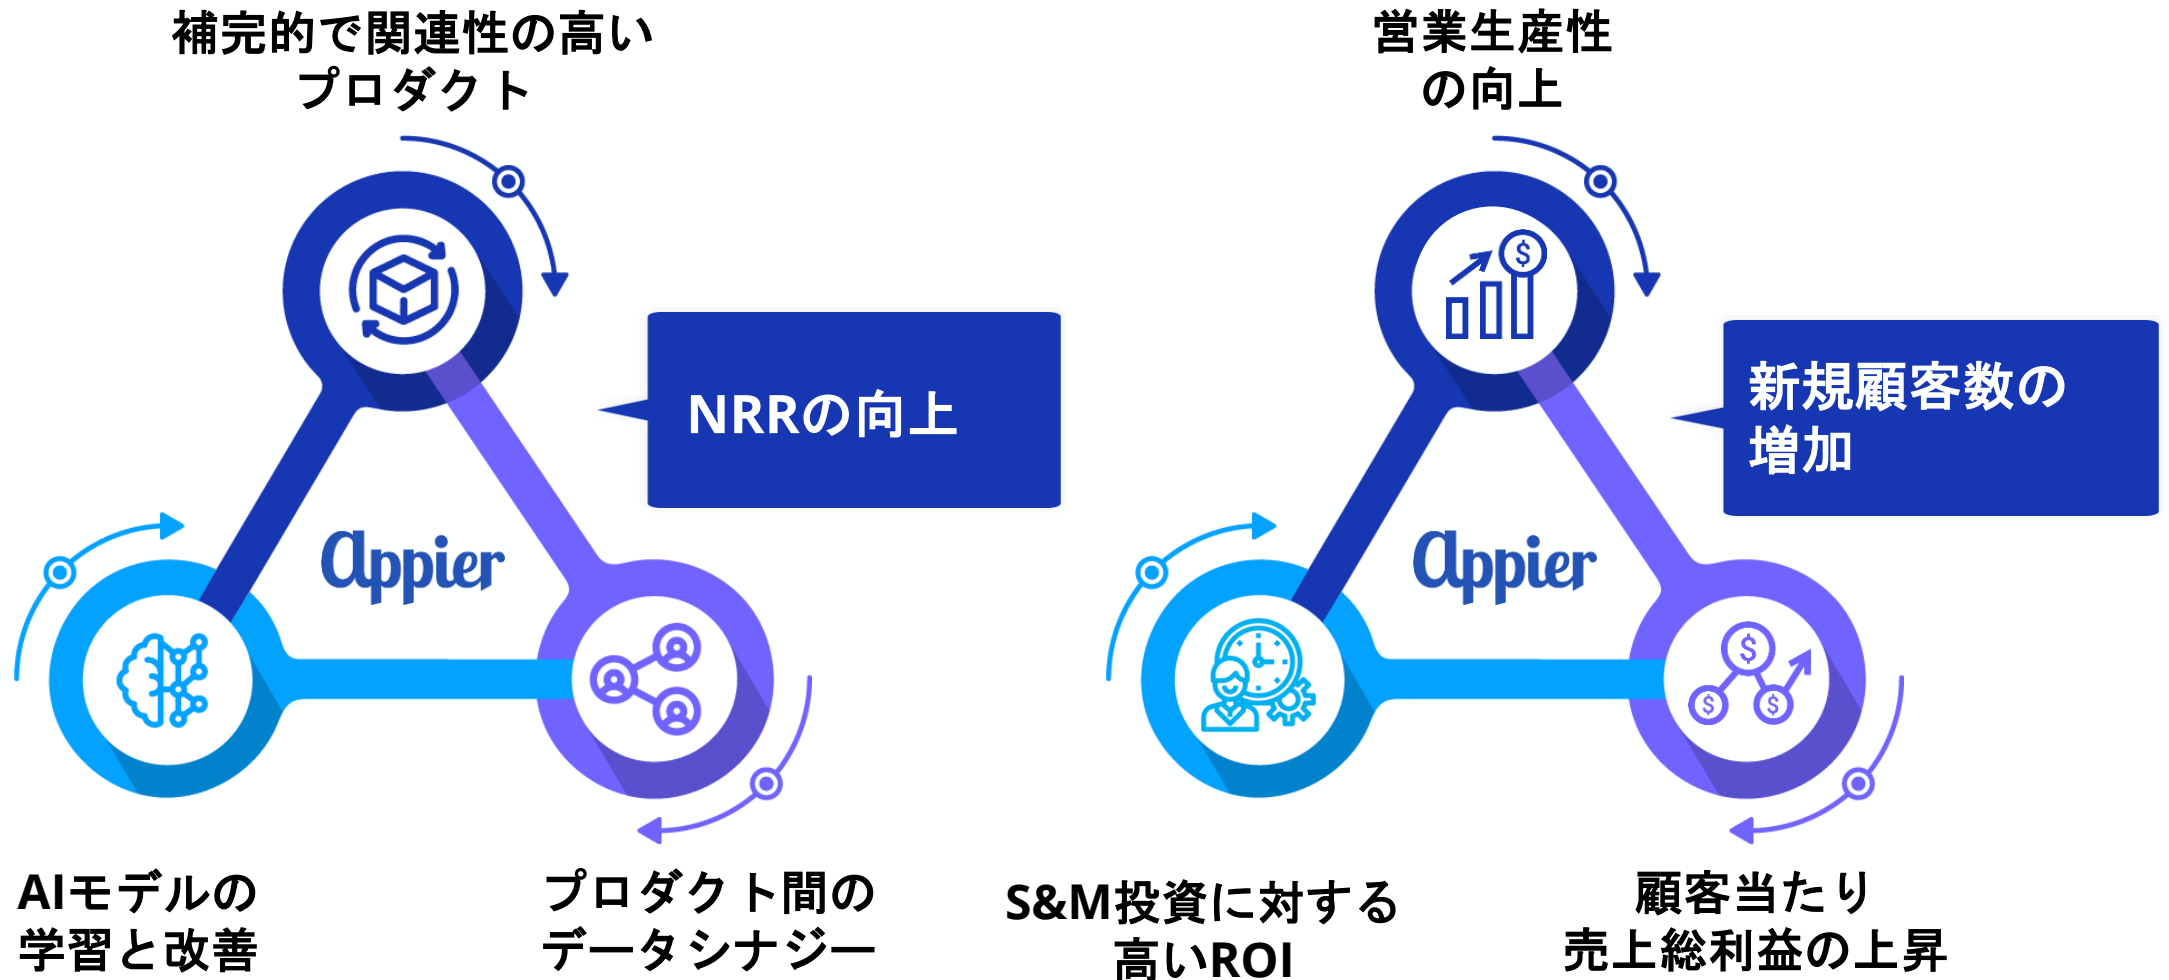 補完的で関連性の高い
プロダクト
NRRの向上
appier
AIモデルの
学習と改善
プロダクト間の
データシナジー
営業生産性
の向上
$
新規顧客数の
増加
appier
$
$
$
S&M投資に対する
高いROI
顧客当たり
売上総利益の上昇